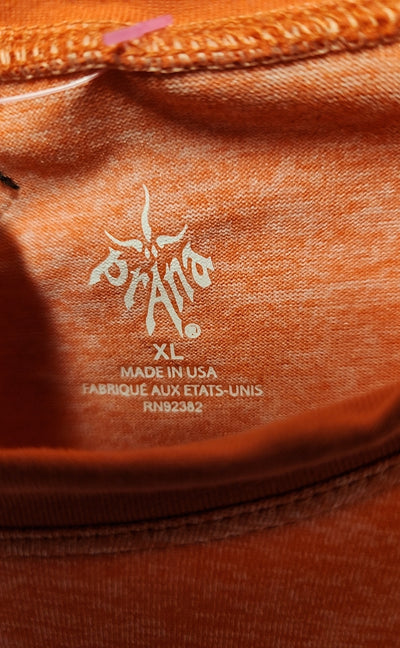 prAna®
XL
MADE IN USA
FABRIQUÉ AUX ETATS-UNIS
RN92382